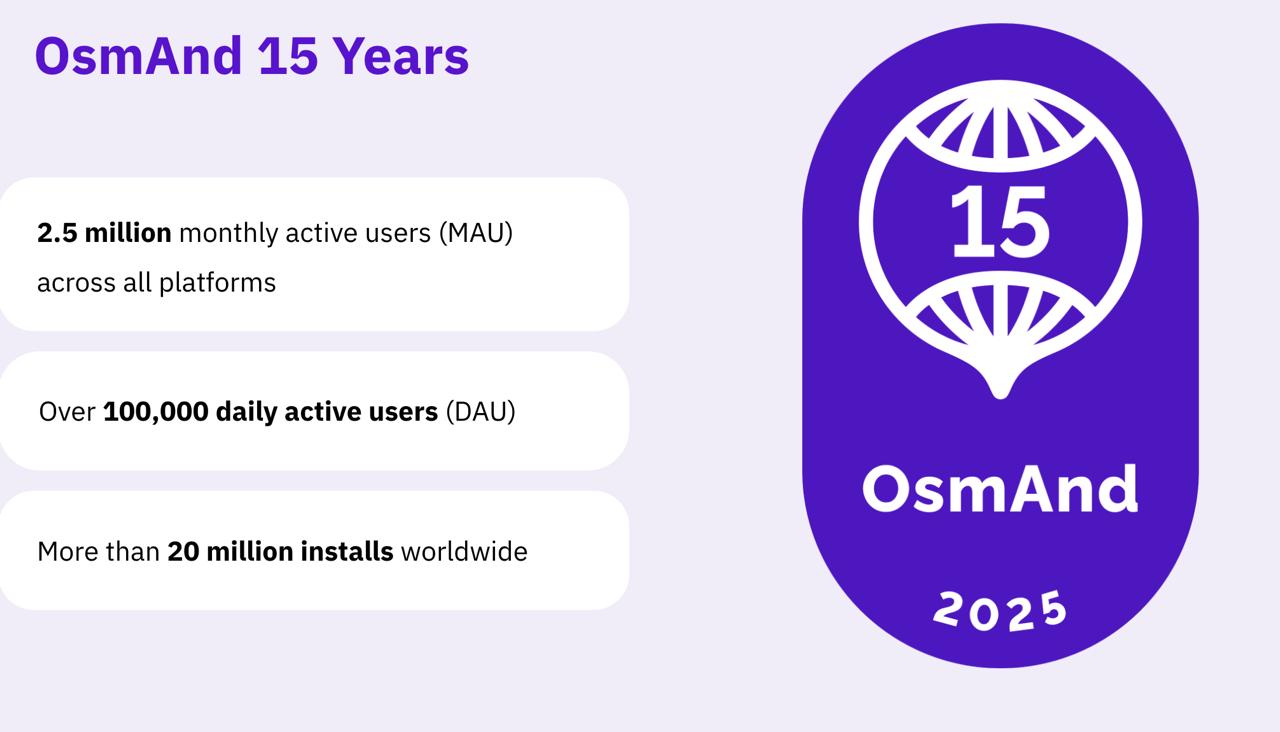 OsmAnd 15 Years
2.5 million monthly active users (MAU)
across all platforms
Over 100,000 daily active users (DAU)
More than 20 million installs worldwide
15
OsmAnd
2025